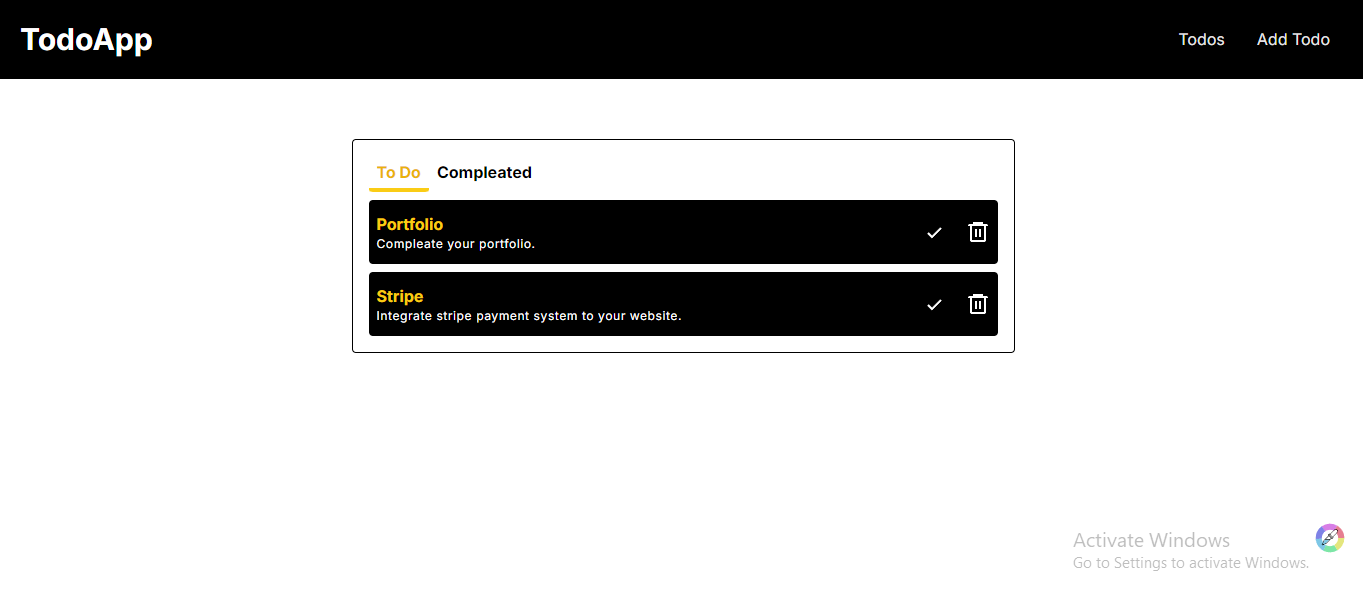 TodoApp
Todos
Add Todo
To Do
Compleated
Portfolio
Compleate your portfolio.
Stripe
Integrate stripe payment system to your website.
Activate Windows
Go to Settings to activate Windows.